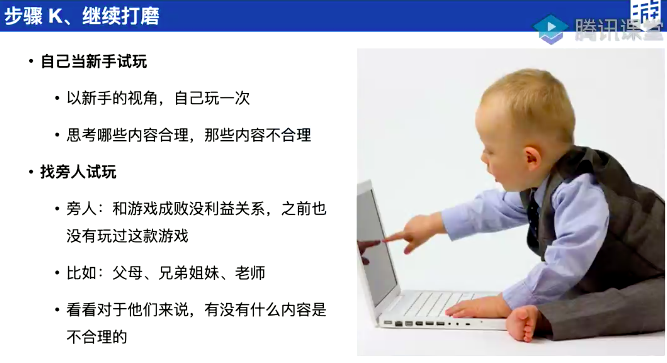 步骤 K、继续打磨
腾讯课堂
• 自己当新手试玩
• 以新手的视角，自己玩一次
• 思考哪些内容合理，那些内容不合理
• 找旁人试玩
• 旁人：和游戏成败没利益关系，之前也
没有玩过这款游戏
• 比如：父母、兄弟姐妹、老师
• 看看对于他们来说，有没有什么内容是
不合理的